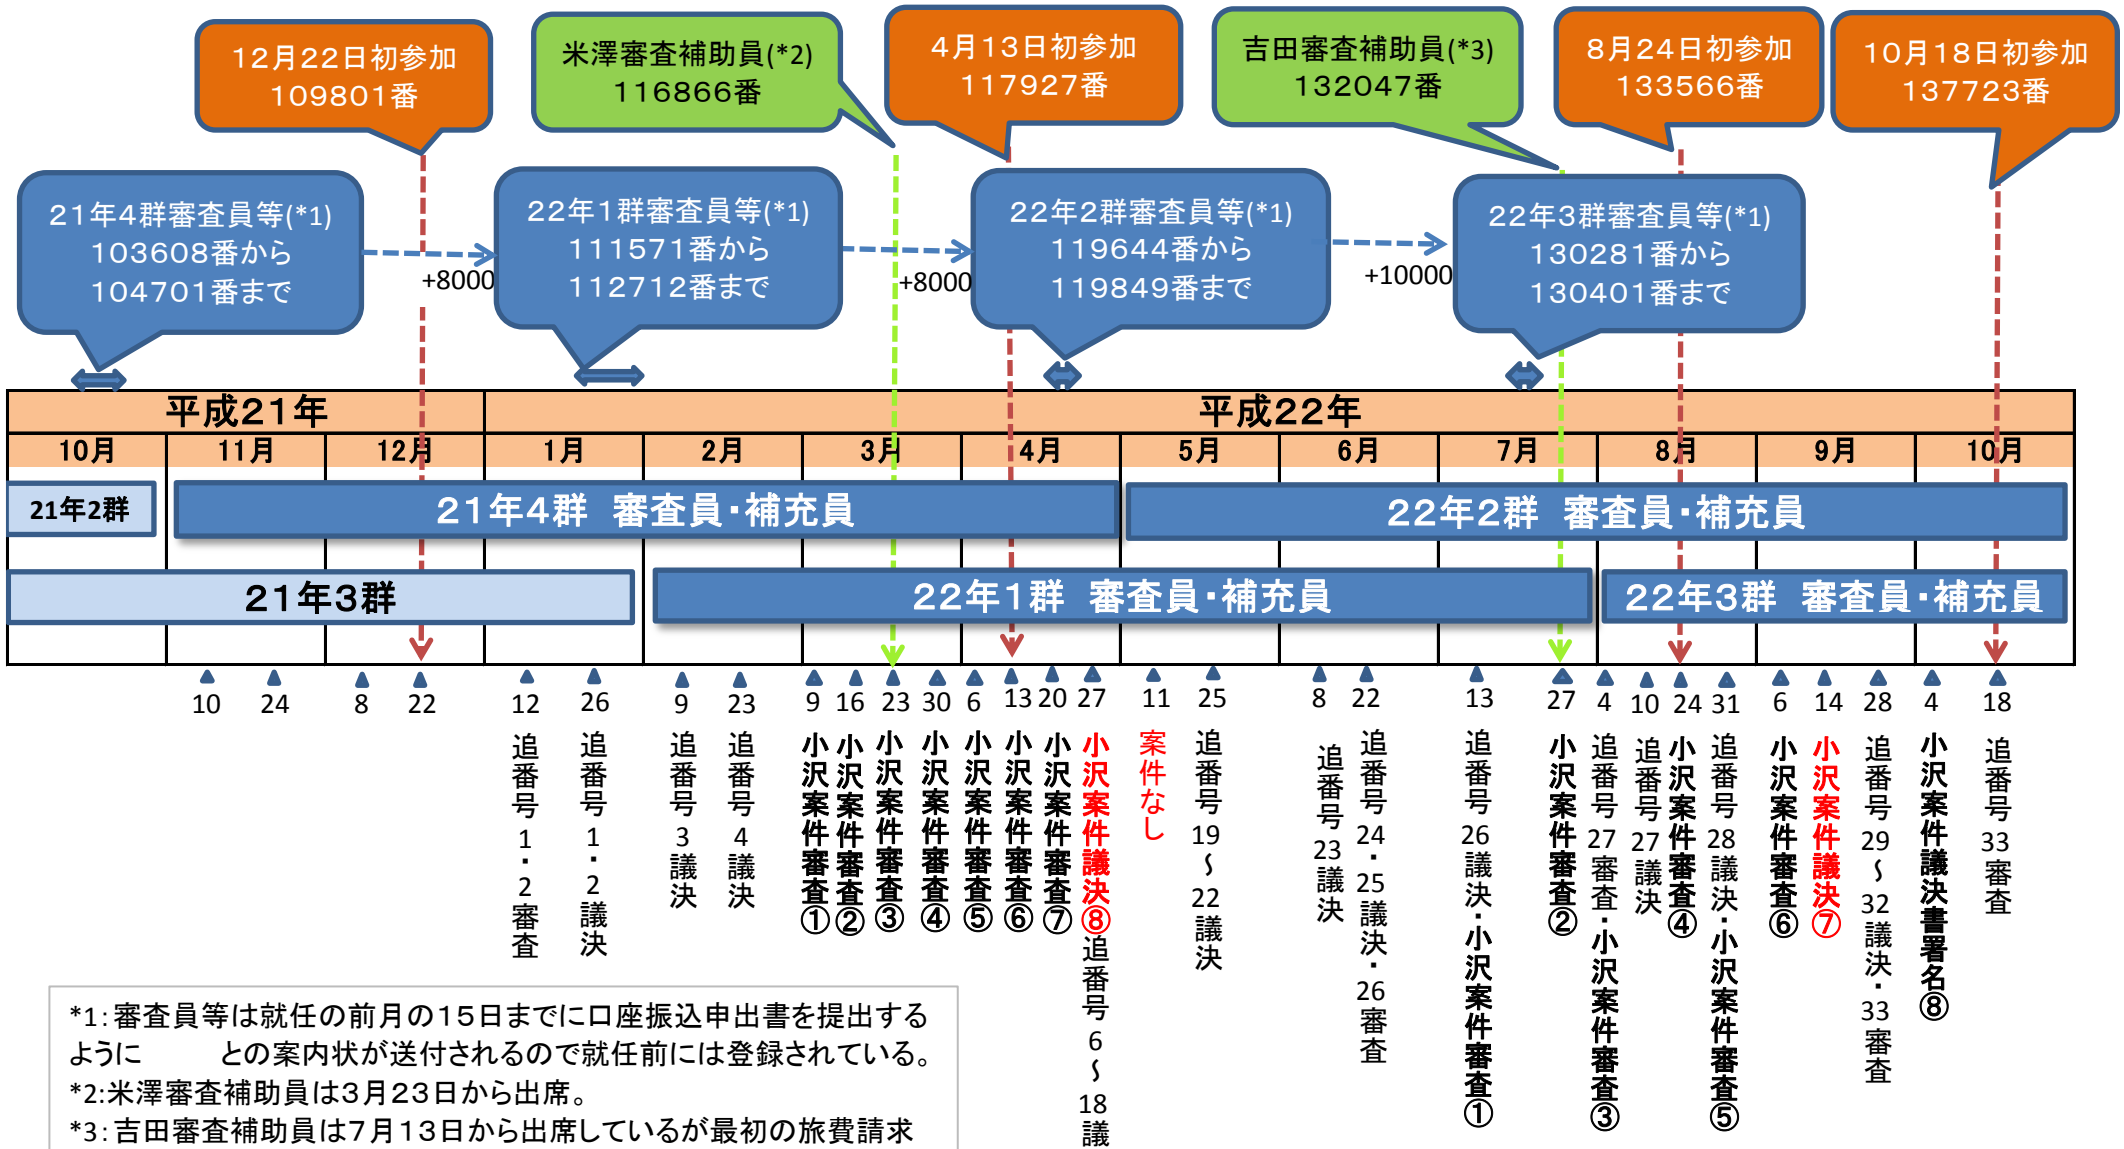 12月22日初参加
109801番
米澤審査補助員(*2)
116866番
4月13日初参加
117927番
吉田審査補助員(*3)
132047番
8月24日初参加
133566番
10月18日初参加
137723番
21年4群審査員等(*1)
103608番から
104701番まで
+8000
22年1群審査員等(*1)
111571番から
112712番まで
+8000
22年2群審査員等(*1)
119644番から
119849番まで
+10000
22年3群審査員等(*1)
130281番から
130401番まで
平成21年
平成22年
10月
11月
12月
1月
2月
3月
4月
5月
6月
7月
8月
9月
10月
21年2群
21年4群 審査員・補充員
22年2群 審査員・補充員
21年3群
22年1群 審査員・補充員
22年3群 審査員・補充員
10
24
8
22
12
26
9
23
9
16
23
30
6
13
20
27
11
25
8
22
13
27
4
10
24
31
6
14
28
4
18
追番号1・2審査
追番号1・2議決
追番号3議決
追番号4議決
小沢案件審査①
小沢案件審査②
小沢案件審査③
小沢案件審査④
小沢案件審査⑤
小沢案件審査⑥
小沢案件審査⑦
小沢案件議決⑧追番号6~18議
案件なし
追番号19~22議決
追番号23議決
追番号24・25議決・26審査
追番号26議決・小沢案件審査①
小沢案件審査②
追番号27審査・小沢案件審査③
追番号27議決
小沢案件審査④
追番号28議決・小沢案件審査⑤
小沢案件審査⑥
小沢案件議決⑦
追番号29~32議決・33審査
小沢案件議決書署名⑧
追番号33審査
*1:審査員等は就任の前月の15日までに口座振込申出書を提出する
ように との案内状が送付されるので就任前には登録されている。
*2:米澤審査補助員は3月23日から出席。
*3:吉田審査補助員は7月13日から出席しているが最初の旅費請求